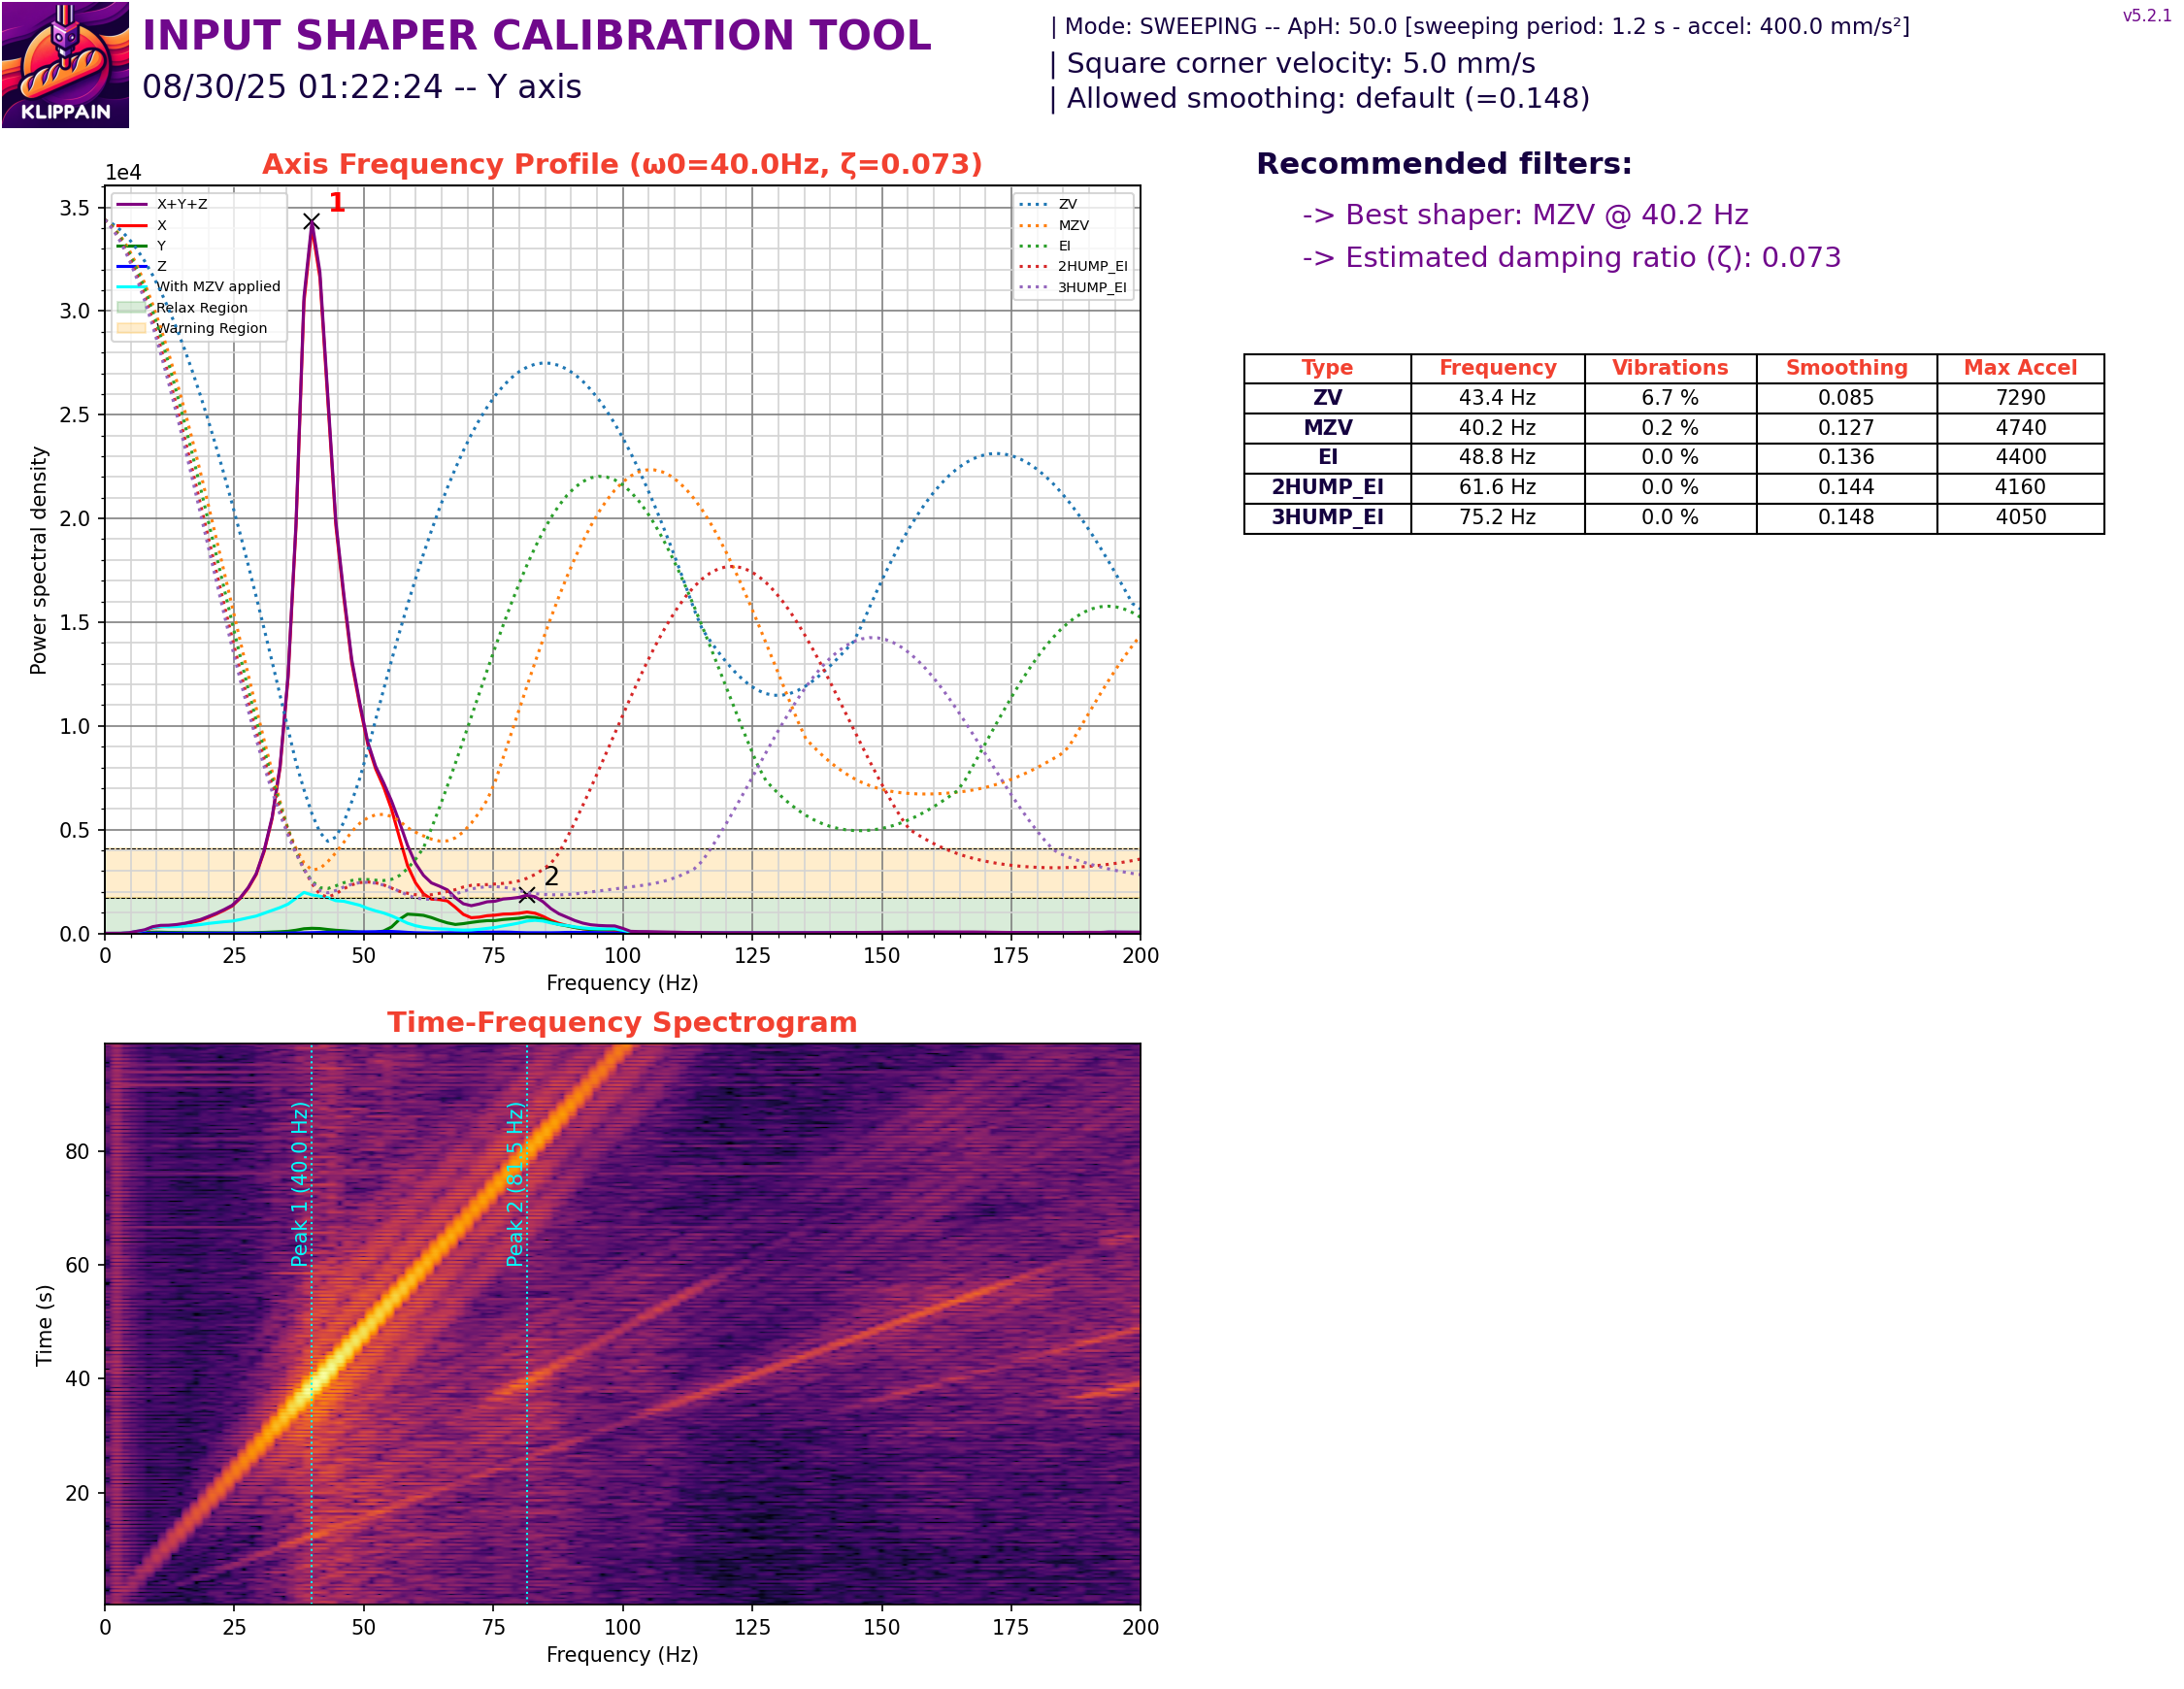 INPUT SHAPER CALIBRATION TOOL
08/30/25 01:22:24 -- Y axis
KLIPPAIN
| Mode: SWEEPING -- ApH: 50.0 [sweeping period: 1.2 s - accel: 400.0 mm/s²]
| Square corner velocity: 5.0 mm/s
| Allowed smoothing: default (=0.148)
v5.2.1
Axis Frequency Profile (ω0=40.0Hz, ζ=0.073)
1e4
3.5
3.0
2.5
2.0
1.5
1.0
0.5
0.0
Power spectral density
X+Y+Z
X
Y
Z
With MZV applied
Relax Region
Warning Region
1
2
ZV
MZV
EI
2HUMP_EI
3HUMP_EI
0 25 50 75 100 125 150 175 200
Frequency (Hz)
Recommended filters:
-> Best shaper: MZV @ 40.2 Hz
-> Estimated damping ratio (ζ): 0.073
Type Frequency Vibrations Smoothing Max Accel
ZV 43.4 Hz 6.7 % 0.085 7290
MZV 40.2 Hz 0.2 % 0.127 4740
EI 48.8 Hz 0.0 % 0.136 4400
2HUMP_EI 61.6 Hz 0.0 % 0.144 4160
3HUMP_EI 75.2 Hz 0.0 % 0.148 4050
Time-Frequency Spectrogram
80
60
40
20
Time (s)
Peak 1 (40.0 Hz)
Peak 2 (81.5 Hz)
0 25 50 75 100 125 150 175 200
Frequency (Hz)